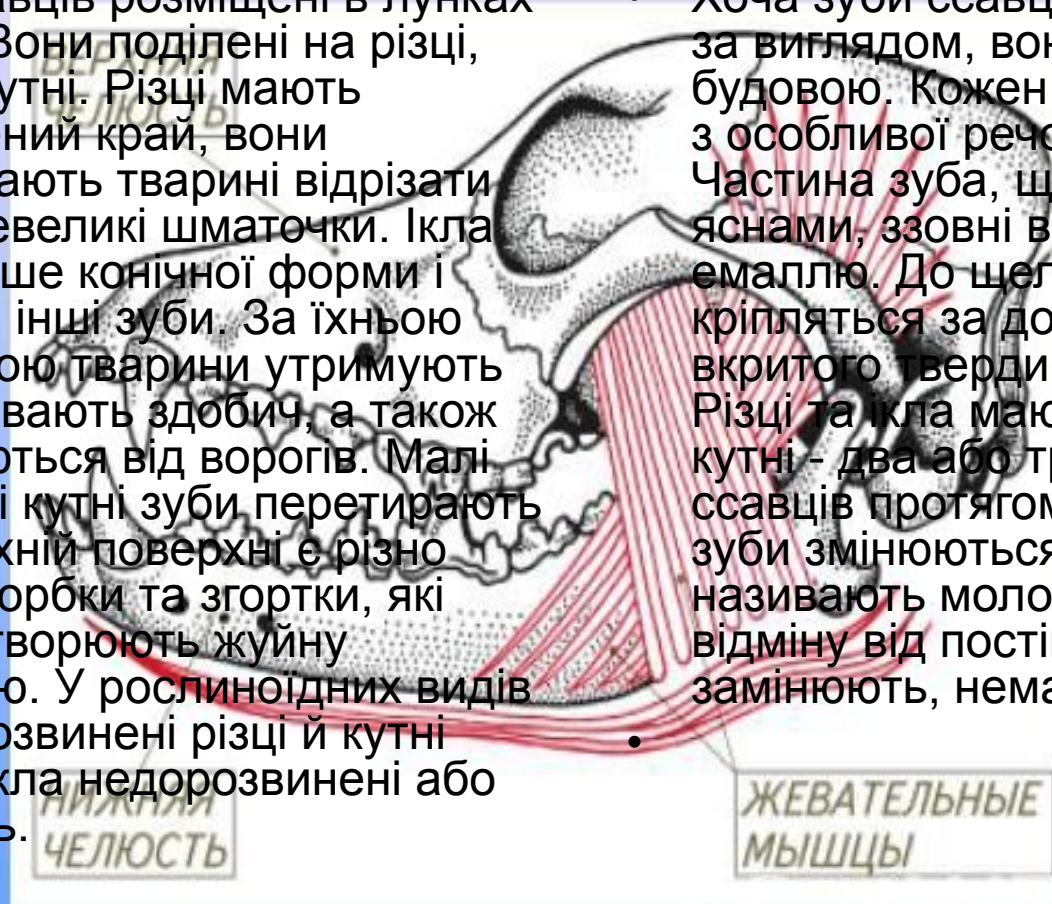 авців розміщені в лунках
Вони поділені на різці,
утні. Різці мають
ений край, вони
ають тварині відрізати
евеликі шматочки. Ікла
ше конічної форми і
інші зуби. За їхньою
ою тварини утримують
вають здобич, а також
ються від ворогів. Малі
і кутні зуби перетирають
хній поверхні є різно
орбки та згортки, які
творюють жуйну
ю. У рослиноїдних видів
озвинені різці й кутні
кла недорозвинені або
ь.
• Хоча зуби ссавц
за виглядом, вон
будовою. Кожен
з особливої речо
Частина зуба, щ
яснами, ззовні в
емаллю. До щел
кріпляться за до
вкритого тверди
Різці та ікла маю
кутні - два або тр
ссавців протягом
зуби змінюються
називають моло
відміну від пості
замінюють, нема
•
ВЕРХНЯЯ
ЧЕЛЮСТЬ
НИЖНЯЯ
ЧЕЛЮСТЬ
ЖЕВАТЕЛЬНЫЕ
МЫШЦЫ